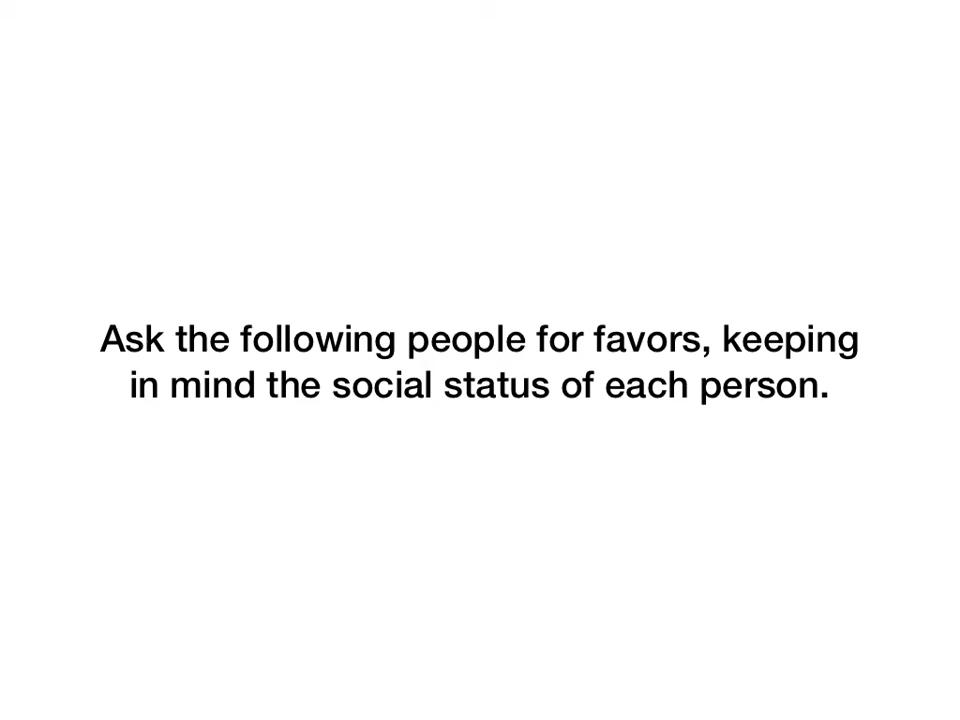 Ask the following people for favors, keeping
in mind the social status of each person.